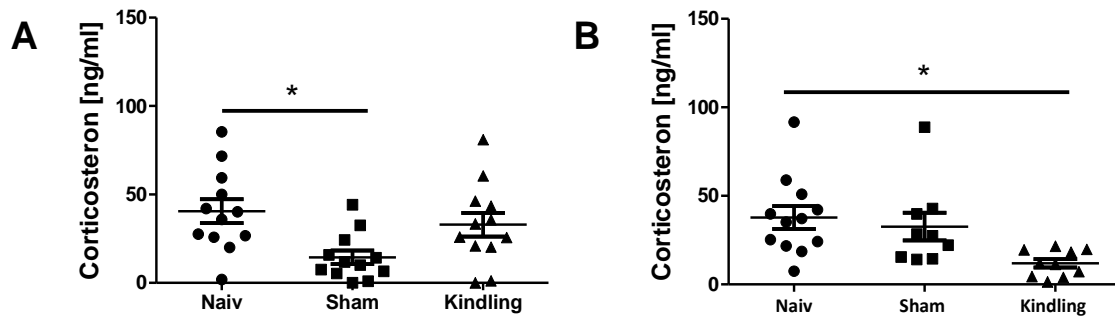 A
Corticosteron [ng/ml]
150
100
50
0
*
Naiv Sham Kindling
B
Corticosteron [ng/ml]
150
100
50
0
*
Naiv Sham Kindling